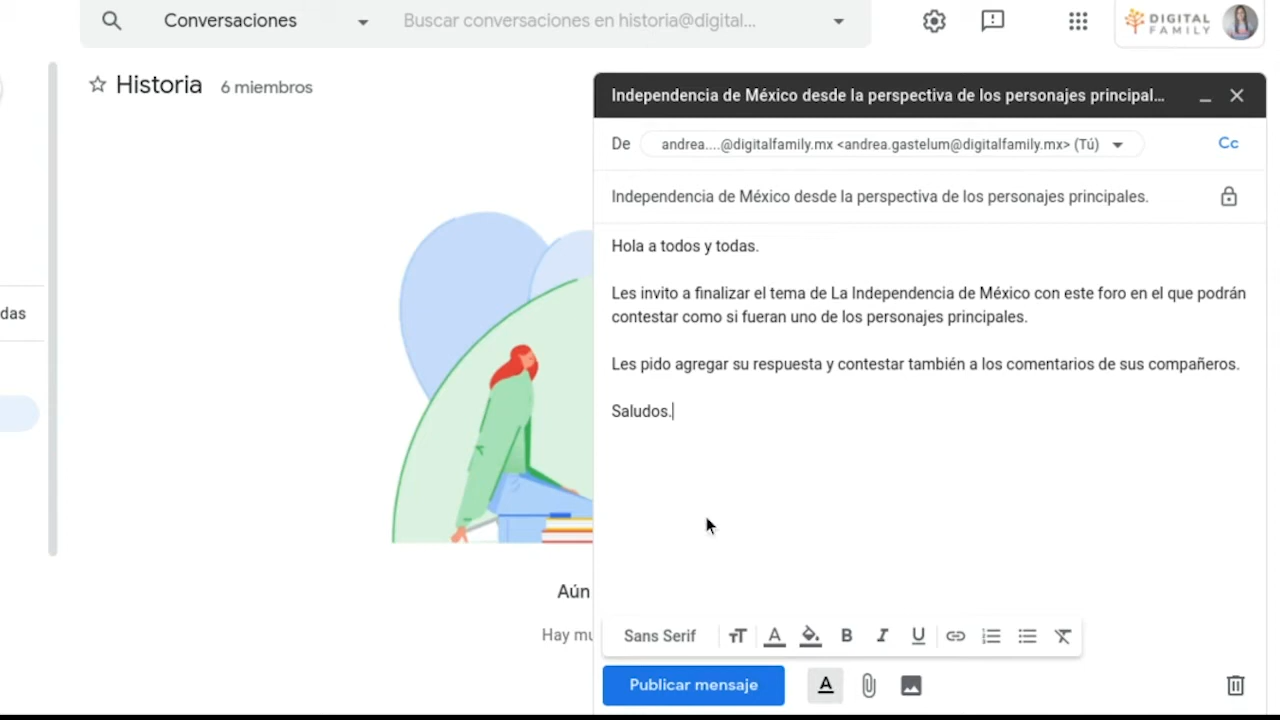 Conversaciones
Buscar conversaciones en historia@digital...
DIGITAL
FAMILY
Historia
6 miembros
Independencia de México desde la perspectiva de los personajes principal...
De
andrea....@digitalfamily.mx <andrea.gastelum@digitalfamily.mx> (Tú)
Cc
Independencia de México desde la perspectiva de los personajes principales.
Hola a todos y todas.
Les invito a finalizar el tema de La Independencia de México con este foro en el que podrán
contestar como si fueran uno de los personajes principales.
das
Les pido agregar su respuesta y contestar también a los comentarios de sus compañeros.
Saludos.
Aún
Hay mu
Sans Serif
Publicar mensaje